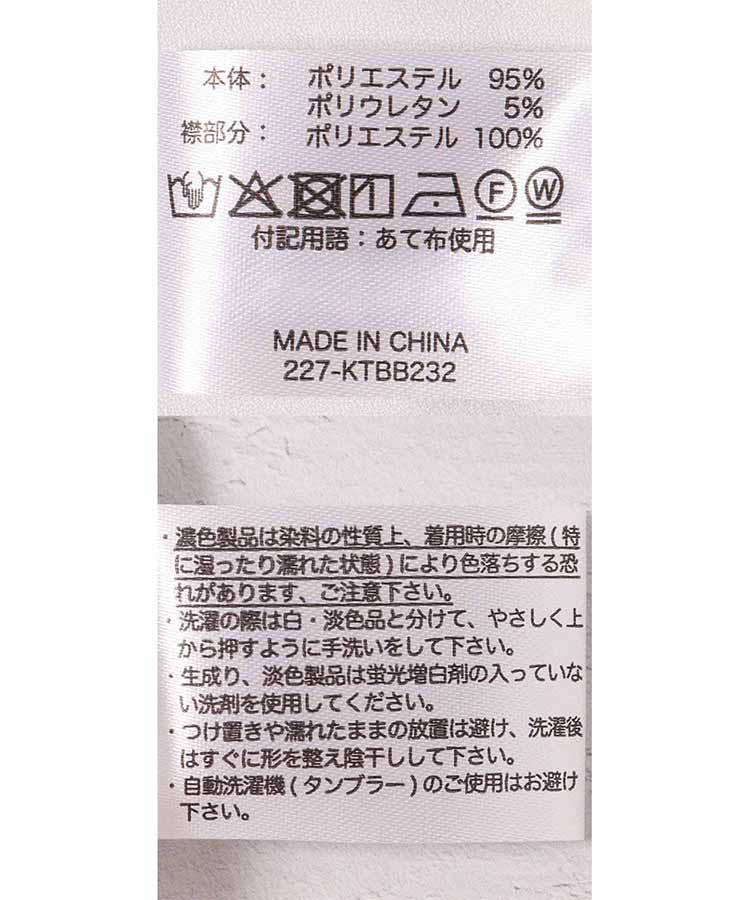 本体: ポリエステル 95%
ポリウレタン 5%
襟部分: ポリエステル 100%
F W
付記用語:あて布使用
MADE IN CHINA
227-KTBB232
・濃色製品は染料の性質上、着用時の摩擦(特
に湿ったり濡れた状態)により色落ちする恐
れがあります、ご注意下さい。
・洗濯の際は白・淡色品と分けて、やさしく上
から押すように手洗いをして下さい。
・生成り、淡色製品は蛍光増白剤の入っていな
い洗剤を使用してください。
・つけ置きや濡れたままの放置は避け、洗濯後
はすぐに形を整え陰干しして下さい。
・自動洗濯機(タンブラー)のご使用はお避け
下さい。